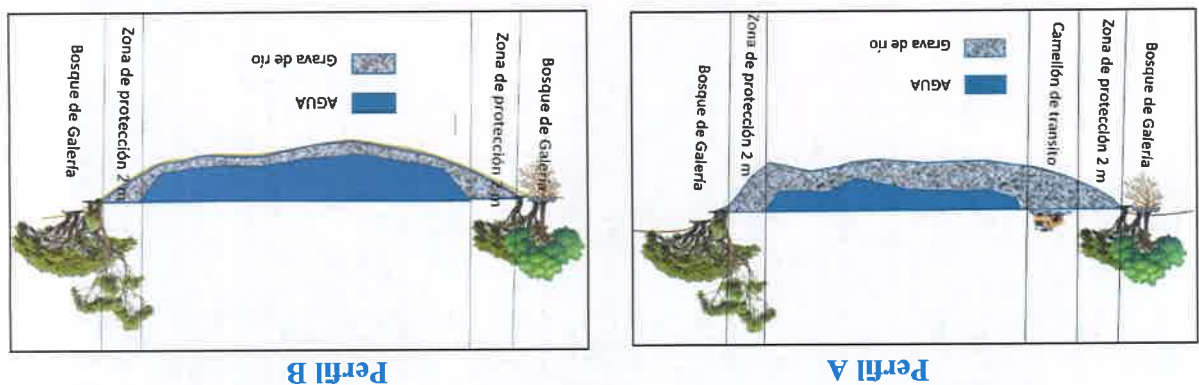 Perfil A
Bosque de Galería
Zona de protección 2 m
Camellón de transito
AGUA
Grava de río
Zona de protección 2 m
Bosque de Galería
Perfil B
Bosque de Galería
Zona de protección 2 m
AGUA
Grava de río
Zona de protección 2 m
Bosque de Galería